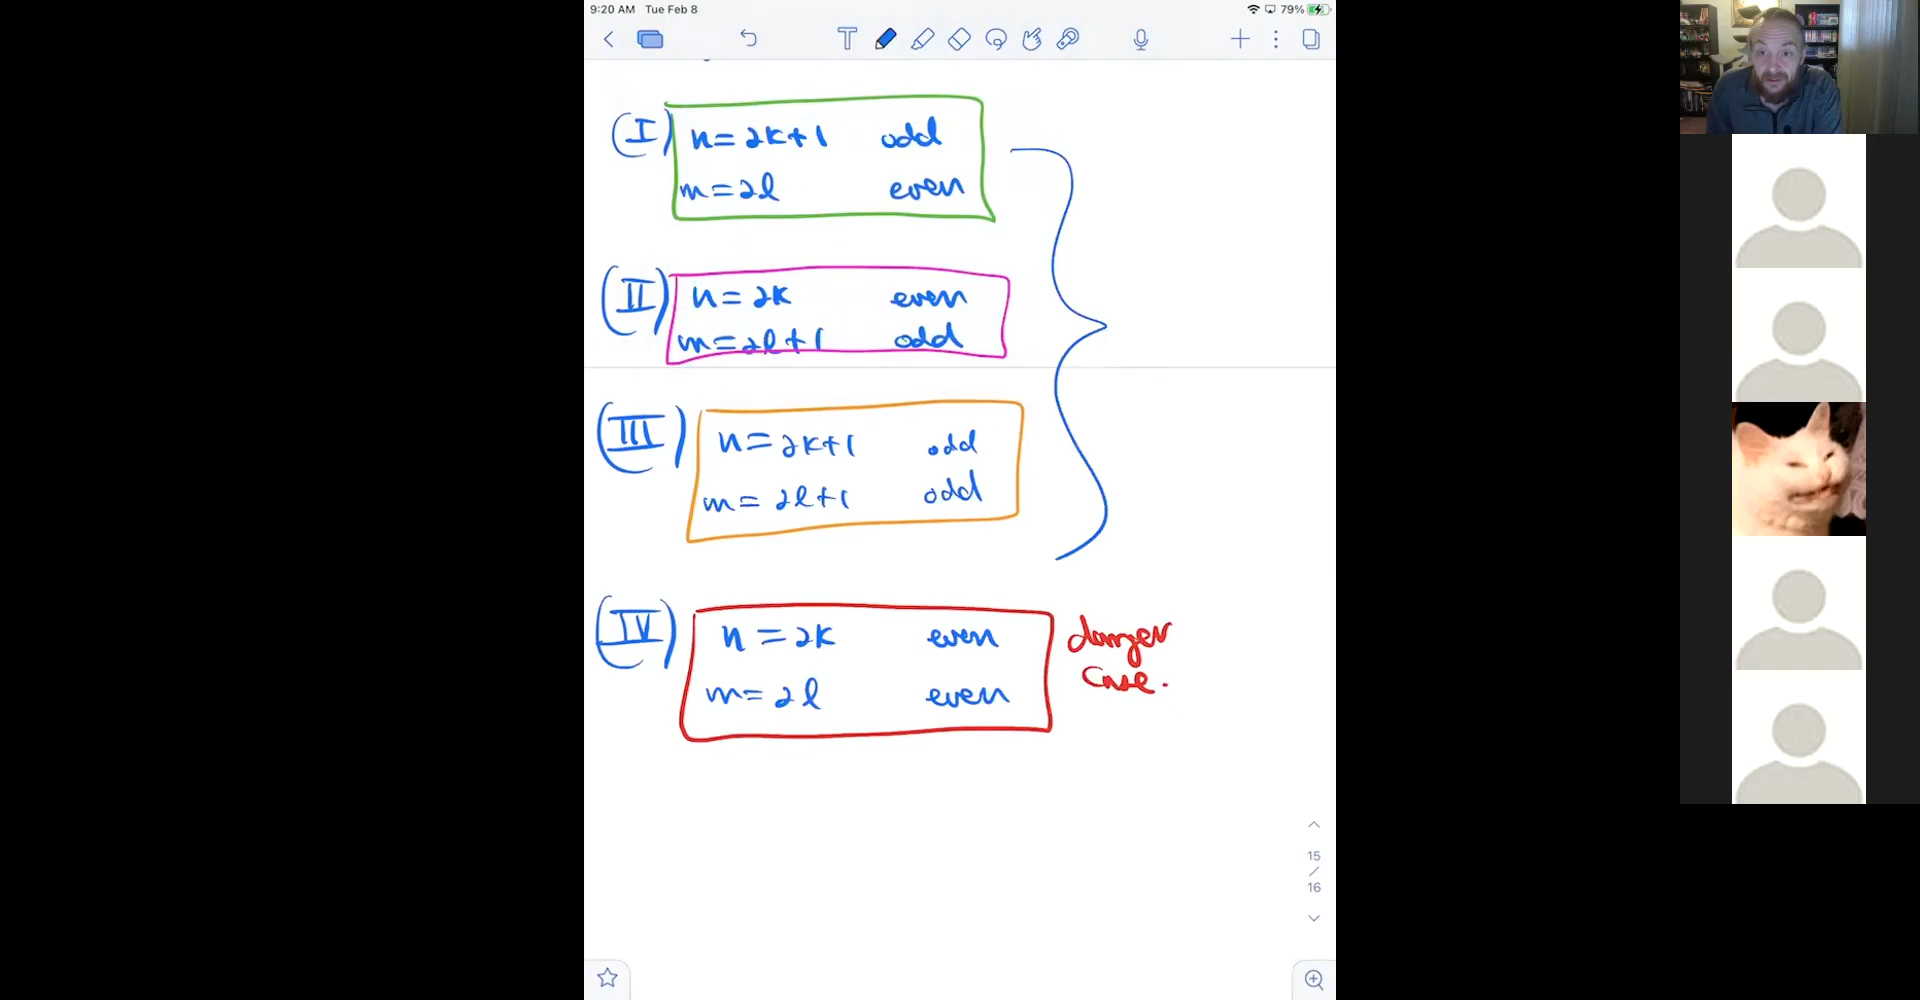 9:20 AM Tue Feb 8
79%
(I) n = 2k+1 odd
m = 2l even
(II) n = 2k even
m = 2l+1 odd
(III) n = 2k+1 odd
m = 2l+1 odd
(IV) n = 2k even
m = 2l even
danger
case.
15
/
16